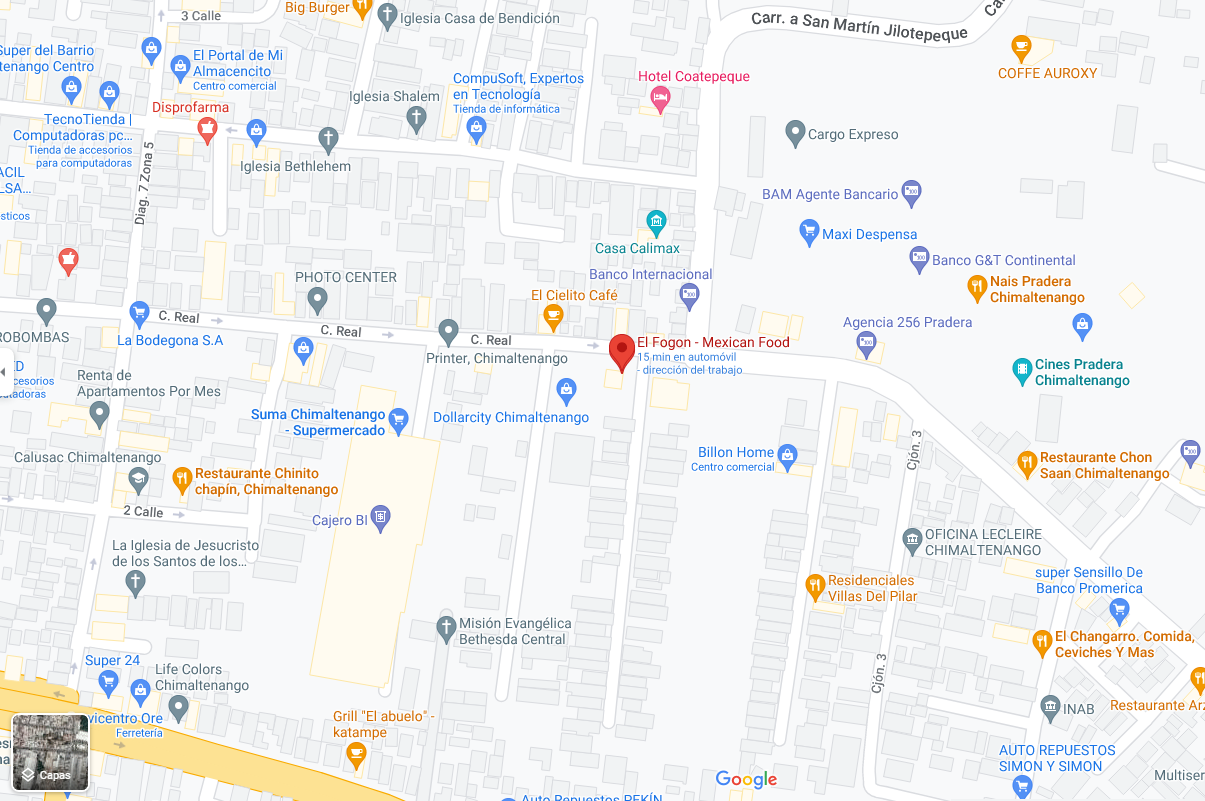 3 Calle
Big Burger
Iglesia Casa de Bendición
Carr. a San Martín Jilotepeque
Super del Barrio
tenango Centro
El Portal de Mi
Almacencito
Centro comercial
CompuSoft, Expertos
en Tecnología
Tienda de informática
Hotel Coatepeque
COFFE AUROXY
Disprofarma
Iglesia Shalem
TecnoTienda |
Computadoras pc...
Tienda de accesorios
para computadoras
Cargo Expreso
Iglesia Bethlehem
Diag. 7 Zona 5
BAM Agente Bancario
Casa Calimax
Maxi Despensa
Banco G&T Continental
Banco Internacional
PHOTO CENTER
El Cielito Café
Nais Pradera
Chimaltenango
C. Real
C. Real
C. Real
La Bodegona S.A
Agencia 256 Pradera
Printer, Chimaltenango
El Fogon - Mexican Food
15 min en automóvil
- dirección del trabajo
Cines Pradera
Chimaltenango
Renta de
Apartamentos Por Mes
Suma Chimaltenango
- Supermercado
Dollarcity Chimaltenango
Billon Home
Centro comercial
Cjón. 3
Calusac Chimaltenango
Restaurante Chinito
chapín, Chimaltenango
Restaurante Chon
Saan Chimaltenango
2 Calle
Cajero BI
OFICINA LECLEIRE
CHIMALTENANGO
La Iglesia de Jesucristo
de los Santos de los...
super Sensillo De
Banco Promerica
Residenciales
Villas Del Pilar
Misión Evangélica
Bethesda Central
El Changarro. Comida,
Ceviches Y Mas
Cjón. 3
Super 24
Life Colors
Chimaltenango
INAB
Restaurante Arz
vicentro Ore
Ferretería
Grill "El abuelo" -
katampe
AUTO REPUESTOS
SIMON Y SIMON
Capas
Google
Multiser
Auto Repuestos PEKÍN